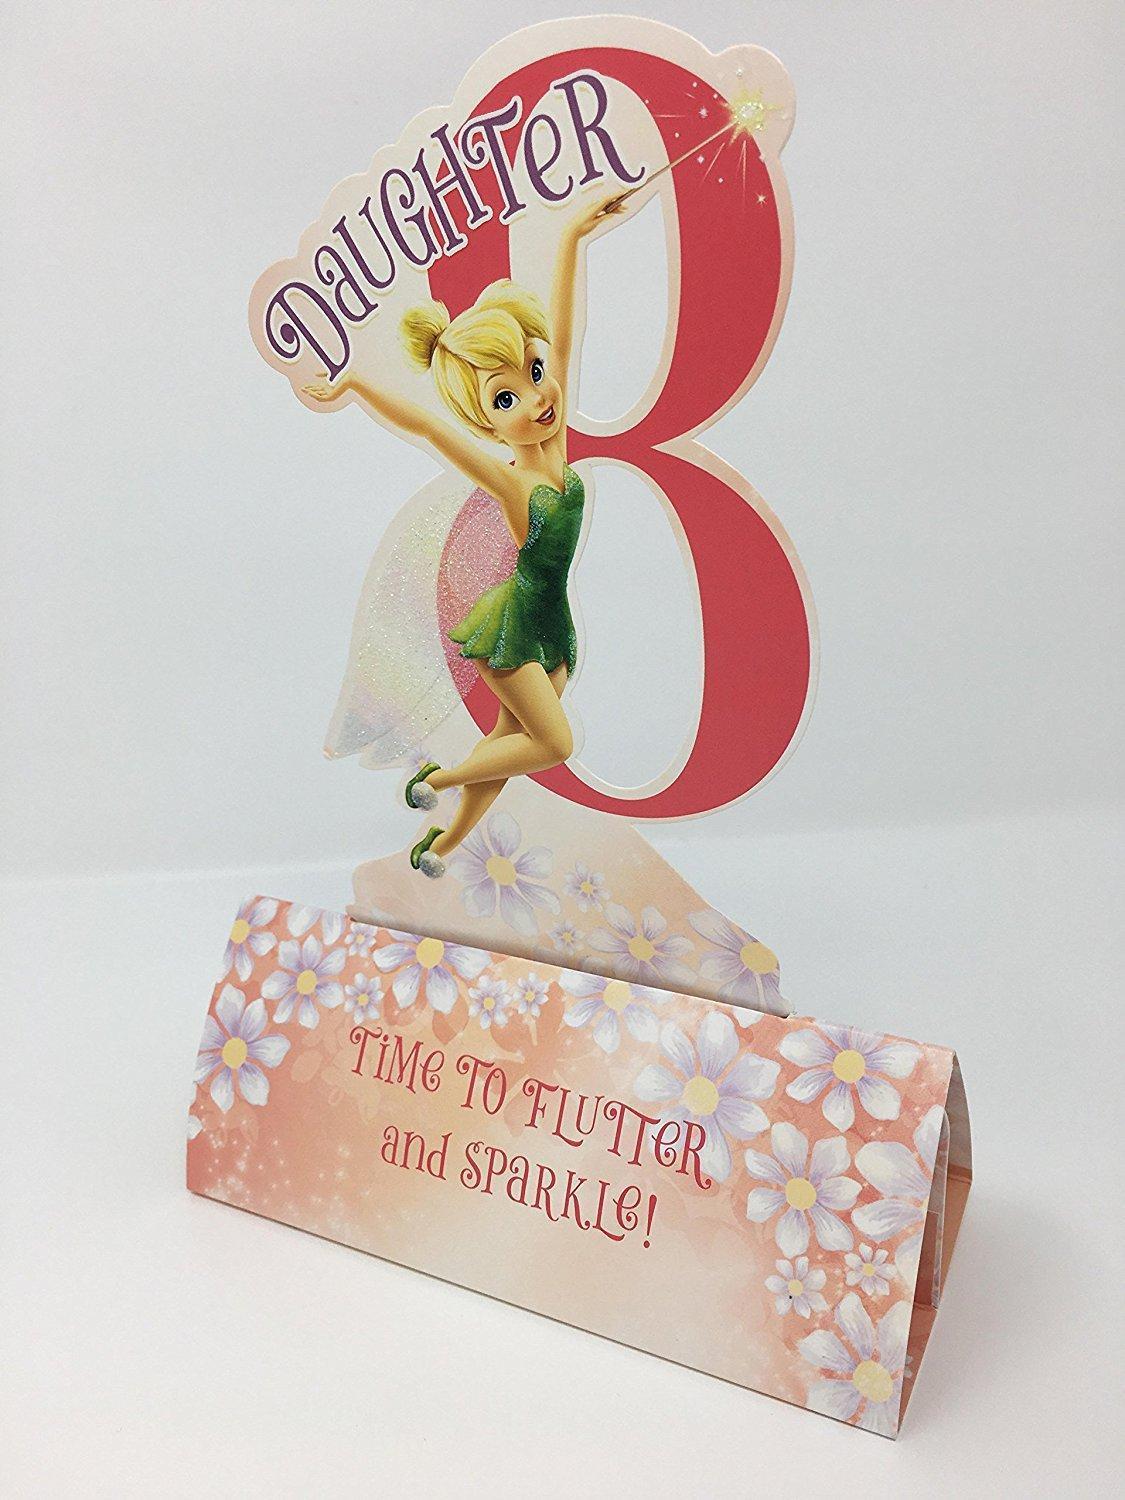 DaUGHTeR
8
TiMe TO FLUTTeR
and SPaRKLe!